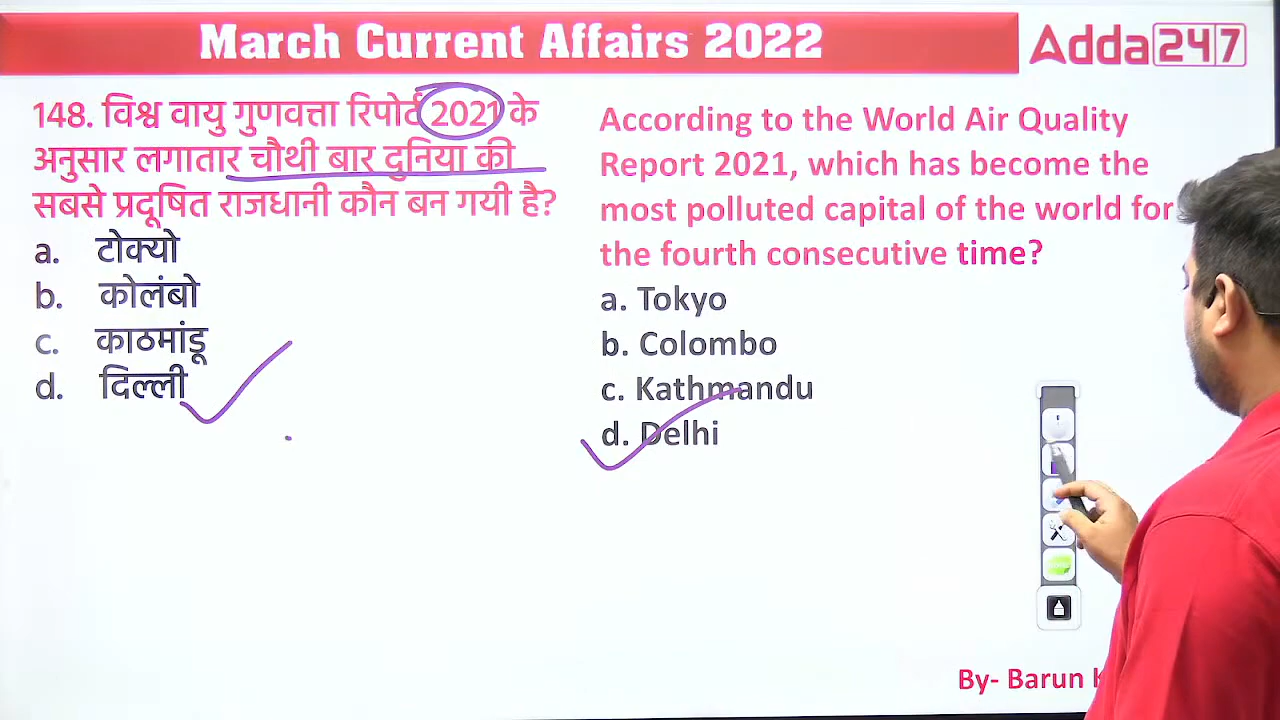 March Current Affairs 2022
Adda247
148. विश्व वायु गुणवत्ता रिपोर्ट 2021 के
अनुसार लगातार चौथी बार दुनिया की
सबसे प्रदूषित राजधानी कौन बन गयी है?
a. टोक्यो
b. कोलंबो
c. काठमांडू
d. दिल्ली
According to the World Air Quality
Report 2021, which has become the
most polluted capital of the world for
the fourth consecutive time?
a. Tokyo
b. Colombo
c. Kathmandu
d. Delhi
By- Barun